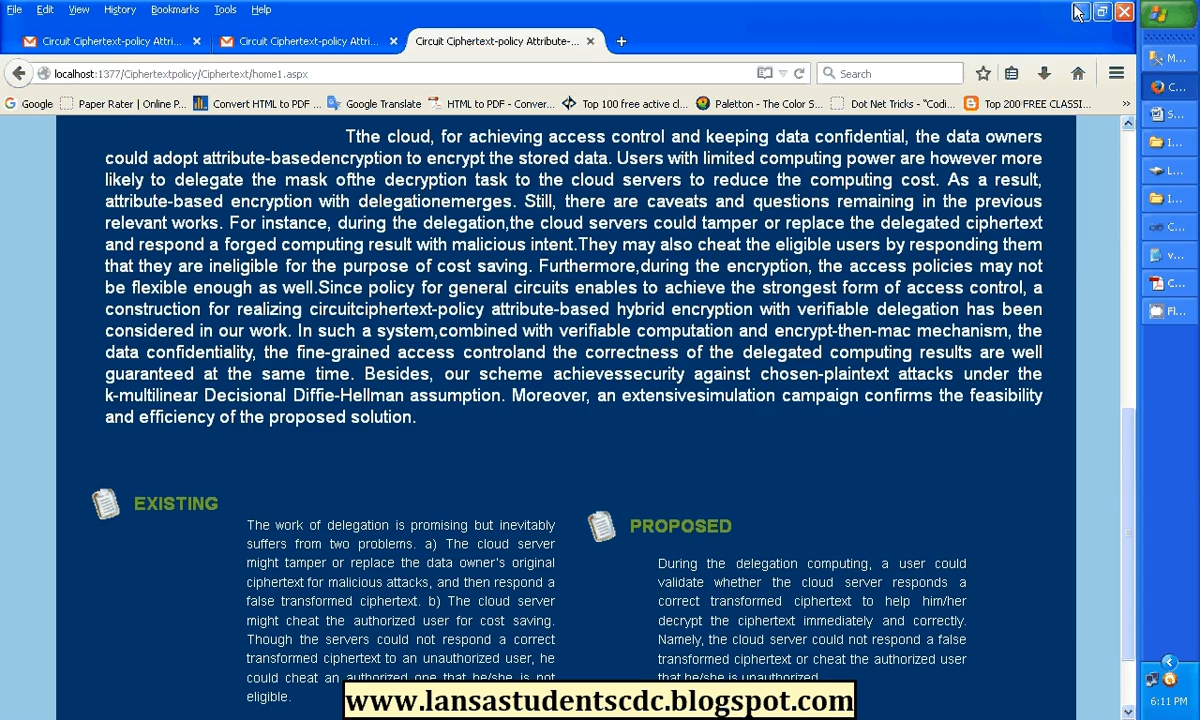 File Edit View History Bookmarks Tools Help
Circuit Ciphertext-policy Attri... Circuit Ciphertext-policy Attri... Circuit Ciphertext-policy Attribute-...
localhost:1377/Ciphertextpolicy/Ciphertext/home1.aspx Search
Google Paper Rater | Online P... Convert HTML to PDF ... Google Translate HTML to PDF - Conver... Top 100 free active cl... Paletton - The Color S... Dot Net Tricks - "Codi... Top 200 FREE CLASSI...
M...
C...
S...
I...
L...
I...
C...
v...
C...
Fl...
Tthe cloud, for achieving access control and keeping data confidential, the data owners
could adopt attribute-basedencryption to encrypt the stored data. Users with limited computing power are however more
likely to delegate the mask ofthe decryption task to the cloud servers to reduce the computing cost. As a result,
attribute-based encryption with delegationemerges. Still, there are caveats and questions remaining in the previous
relevant works. For instance, during the delegation,the cloud servers could tamper or replace the delegated ciphertext
and respond a forged computing result with malicious intent.They may also cheat the eligible users by responding them
that they are ineligible for the purpose of cost saving. Furthermore,during the encryption, the access policies may not
be flexible enough as well.Since policy for general circuits enables to achieve the strongest form of access control, a
construction for realizing circuitciphertext-policy attribute-based hybrid encryption with verifiable delegation has been
considered in our work. In such a system,combined with verifiable computation and encrypt-then-mac mechanism, the
data confidentiality, the fine-grained access controland the correctness of the delegated computing results are well
guaranteed at the same time. Besides, our scheme achievessecurity against chosen-plaintext attacks under the
k-multilinear Decisional Diffie-Hellman assumption. Moreover, an extensivesimulation campaign confirms the feasibility
and efficiency of the proposed solution.
EXISTING
The work of delegation is promising but inevitably
suffers from two problems. a) The cloud server
might tamper or replace the data owner's original
ciphertext for malicious attacks, and then respond a
false transformed ciphertext. b) The cloud server
might cheat the authorized user for cost saving.
Though the servers could not respond a correct
transformed ciphertext to an unauthorized user, he
could cheat an authorized one that he/she is not
eligible.
PROPOSED
During the delegation computing, a user could
validate whether the cloud server responds a
correct transformed ciphertext to help him/her
decrypt the ciphertext immediately and correctly.
Namely, the cloud server could not respond a false
transformed ciphertext or cheat the authorized user
that he/she is unauthorized.
www.lansastudentscdc.blogspot.com
6:11 PM